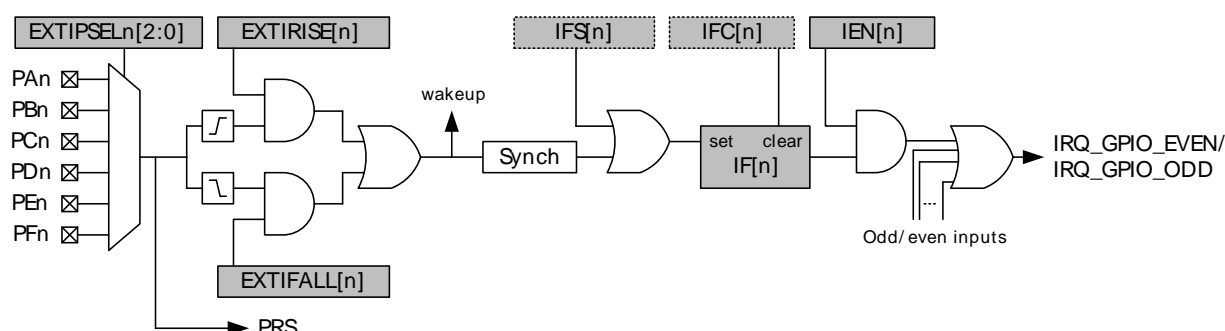 EXTIPSELn[2:0]
EXTIRISE[n]
IFS[n]
IFC[n]
IEN[n]
PAn
PBn
PCn
PDn
PEn
PFn
wakeup
Synch
set clear
IF[n]
IRQ_GPIO_EVEN/
IRQ_GPIO_ODD
...
Odd/even inputs
EXTIFALL[n]
PRS